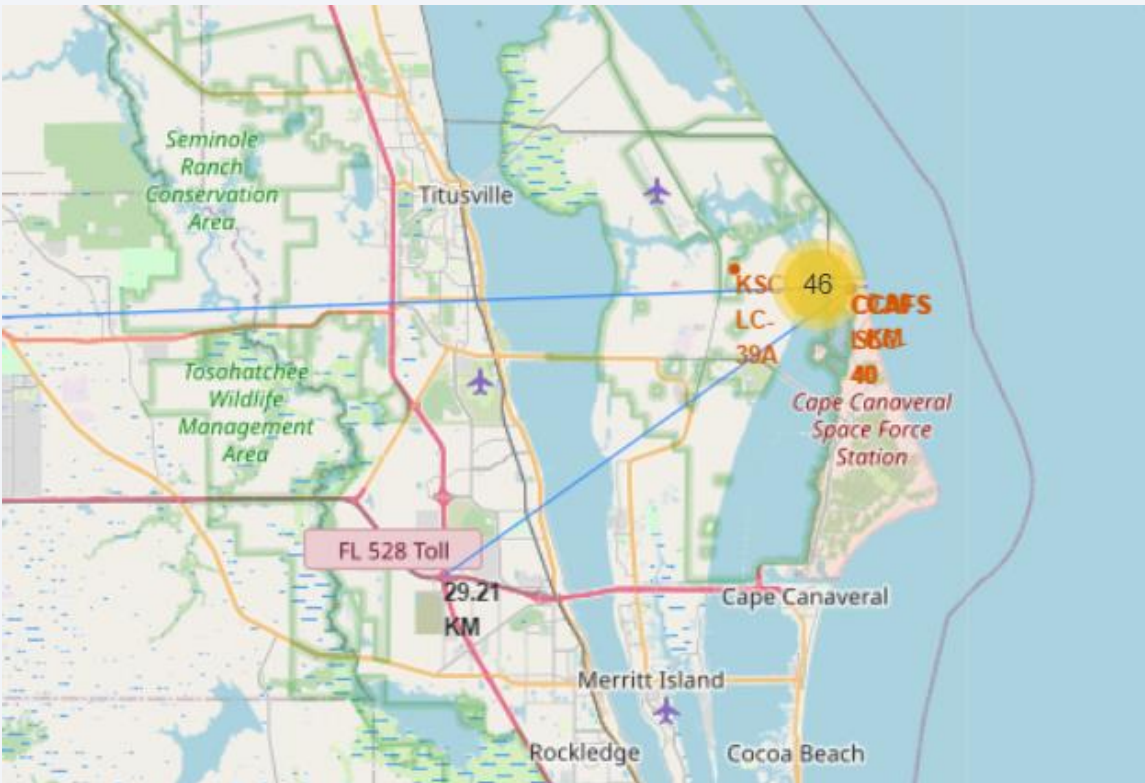 Seminole
Ranch
Conservation
Area
Titusville
46
KSC
LC-
39A
CCAFS
40
Cape Canaveral
Space Force
Station
Tosohatchee
Wildlife
Management
Area
FL 528 Toll
29.21
KM
Cape Canaveral
Merritt Island
Rockledge
Cocoa Beach